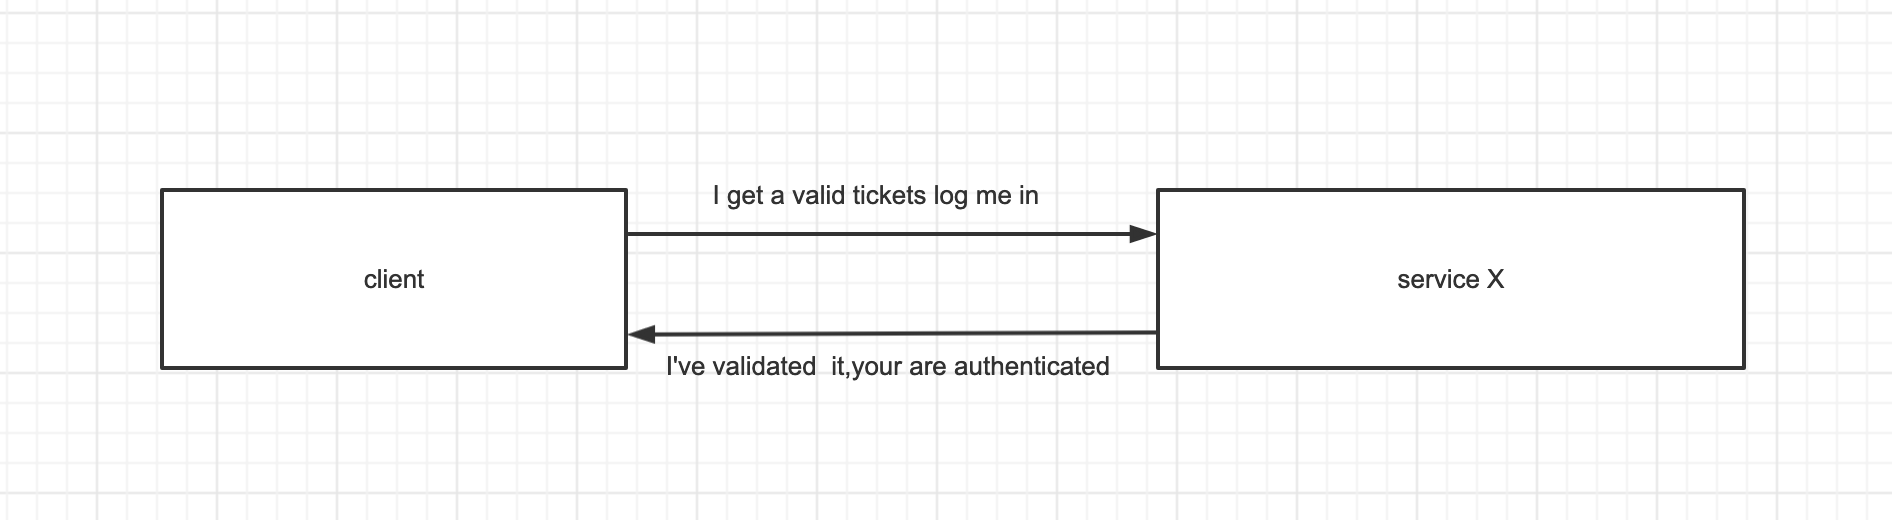 I get a valid tickets log me in
client
service X
I've validated  it,your are authenticated